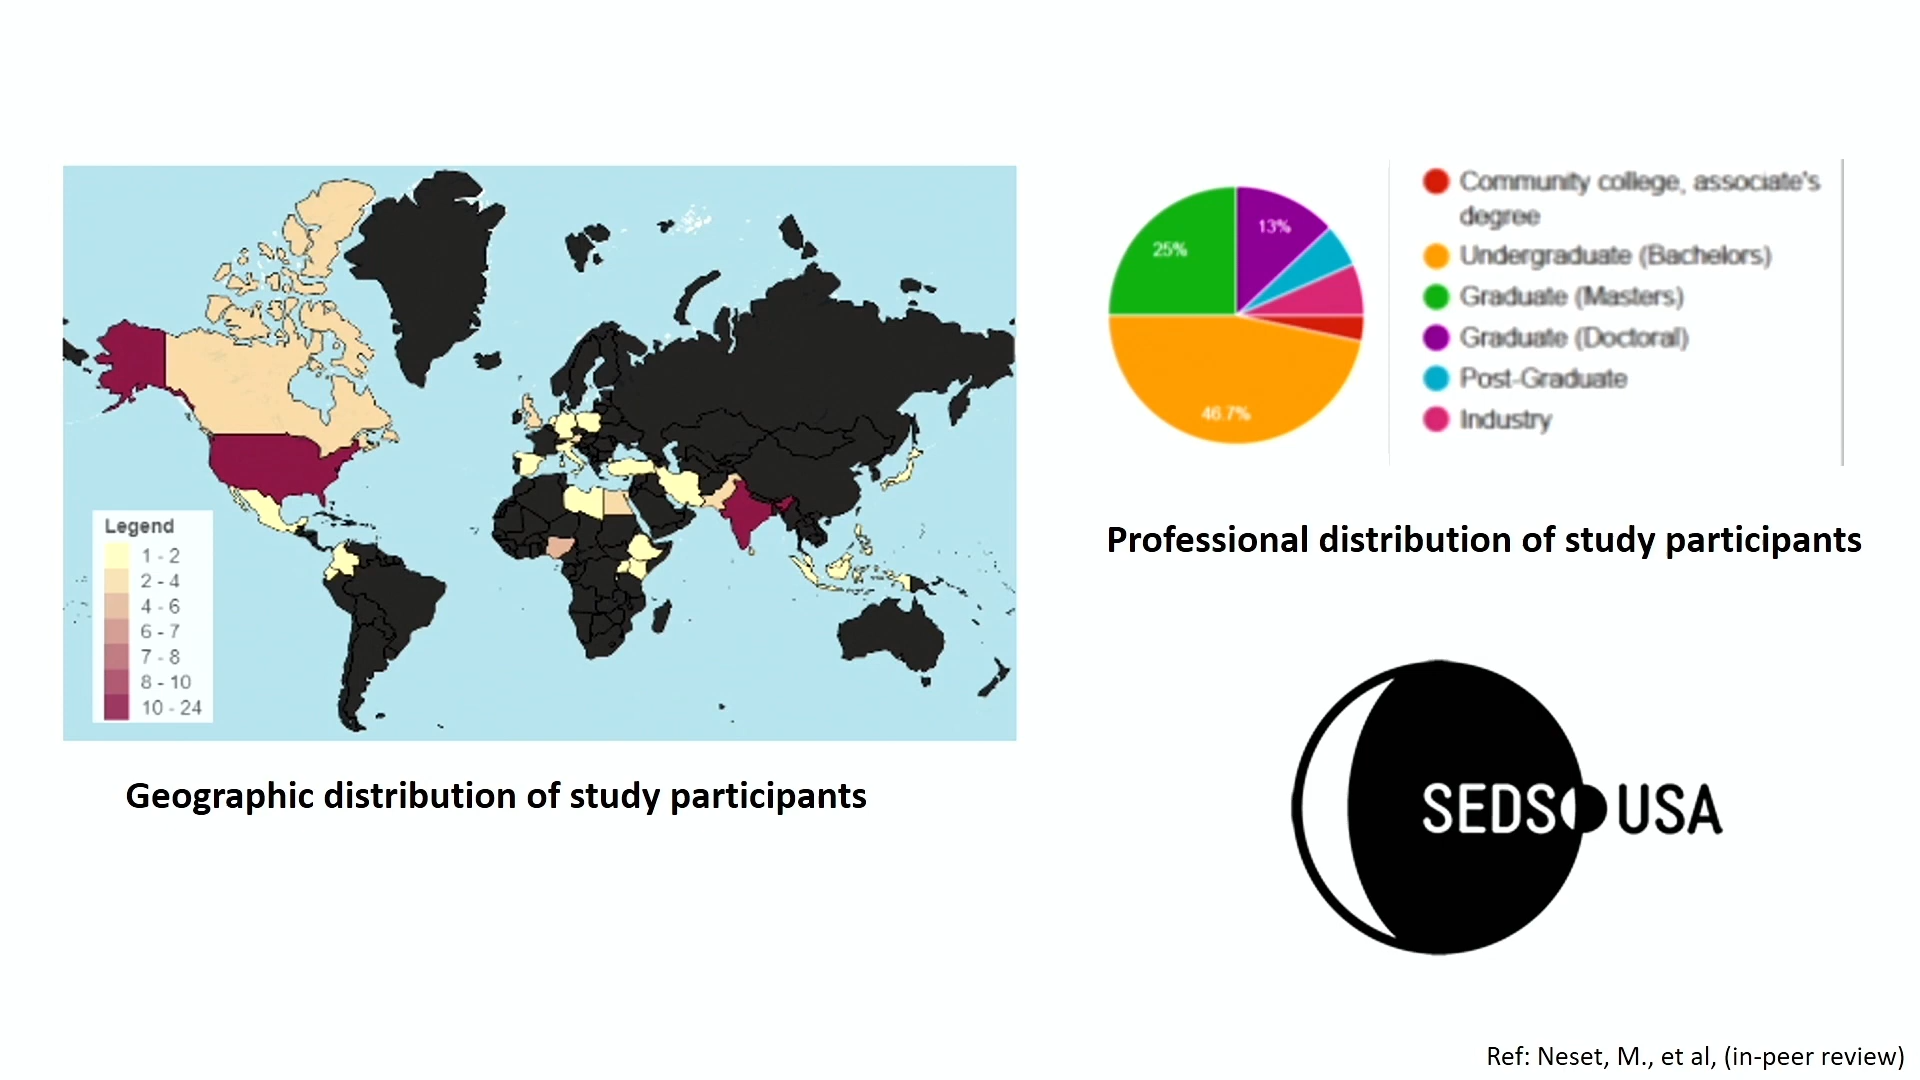 Legend
1 - 2
2 - 4
4 - 6
6 - 7
7 - 8
8 - 10
10 - 24
Geographic distribution of study participants
25%
13%
46.7%
Community college, associate's
degree
Undergraduate (Bachelors)
Graduate (Masters)
Graduate (Doctoral)
Post-Graduate
Industry
Professional distribution of study participants
SEDS USA
Ref: Neset, M., et al, (in-peer review)